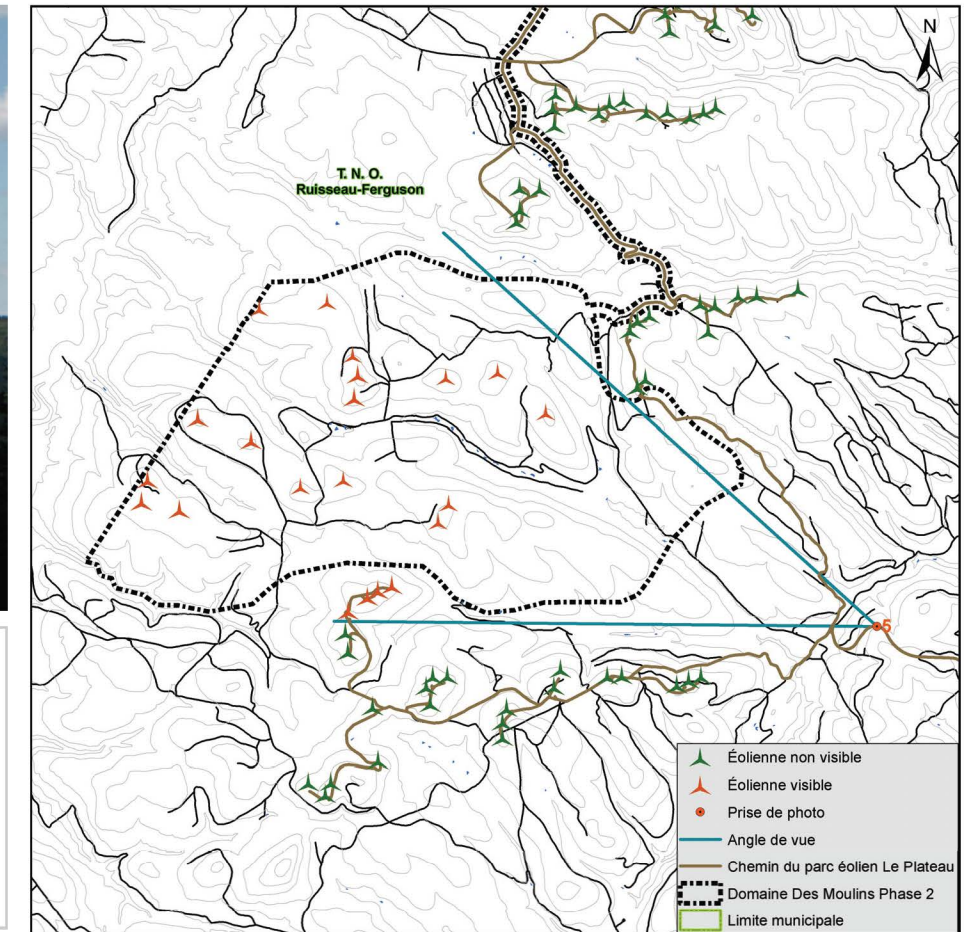 N
T. N. O.
Ruisseau-Ferguson
5
Éolienne non visible
Éolienne visible
Prise de photo
Angle de vue
Chemin du parc éolien Le Plateau
Domaine Des Moulins Phase 2
Limite municipale